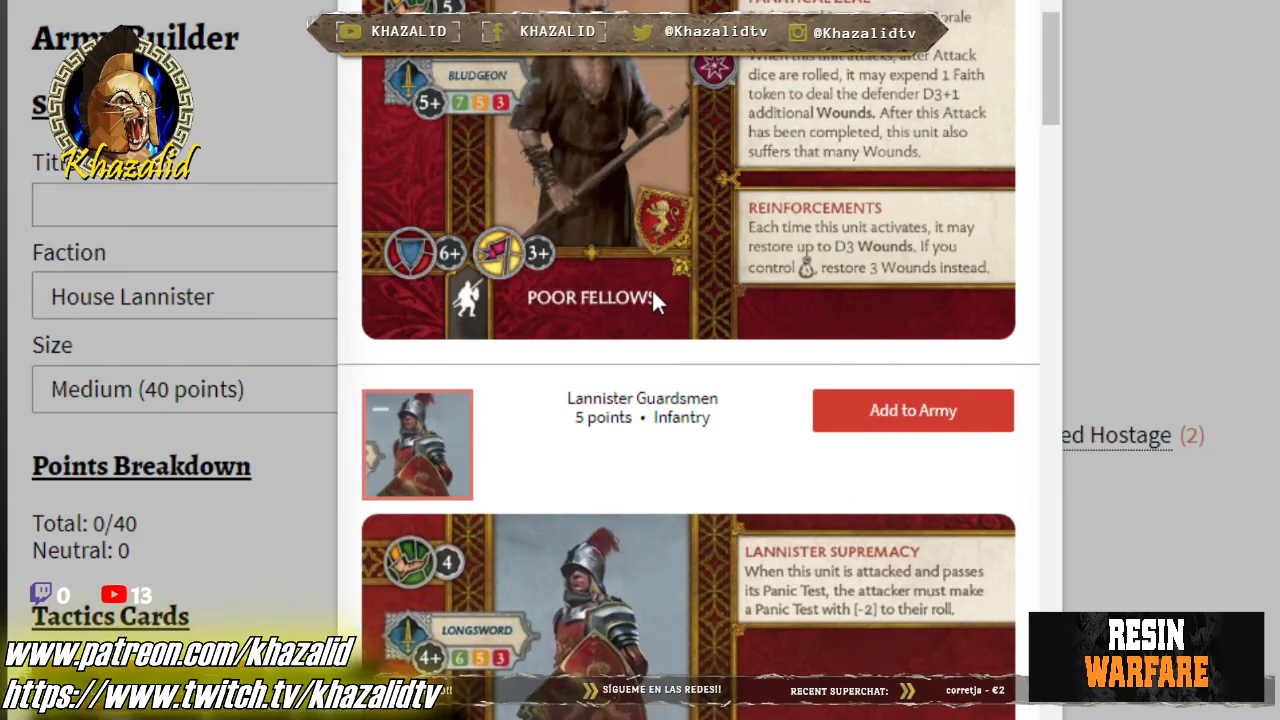 Army Builder
KHAZALID
KHAZALID
@Khazalidtv
@Khazalidtv
Khazalid
Faction
House Lannister
Size
Medium (40 points)
Points Breakdown
Total: 0/40
Neutral: 0
0
13
Tactics Cards
5
BLUDGEON
5+
7 5 3
6+
3+
POOR FELLOWS
FANATICAL ZEAL
When this unit attacks, after Attack
dice are rolled, it may expend 1 Faith
token to deal the defender D3+1
additional Wounds. After this Attack
has been completed, this unit also
suffers that many Wounds.
REINFORCEMENTS
Each time this unit activates, it may
restore up to D3 Wounds. If you
control , restore 3 Wounds instead.
Lannister Guardsmen
5 points • Infantry
Add to Army
ed Hostage (2)
4
LONGSWORD
4+
6 5 3
LANNISTER SUPREMACY
When this unit is attacked and passes
its Panic Test, the attacker must make
a Panic Test with [-2] to their roll.
www.patreon.com/khazalid
https://www.twitch.tv/khazalidtv
SÍGUEME EN LAS REDES!!
RECENT SUPERCHAT:
corretja - €2
RESIN
WARFARE